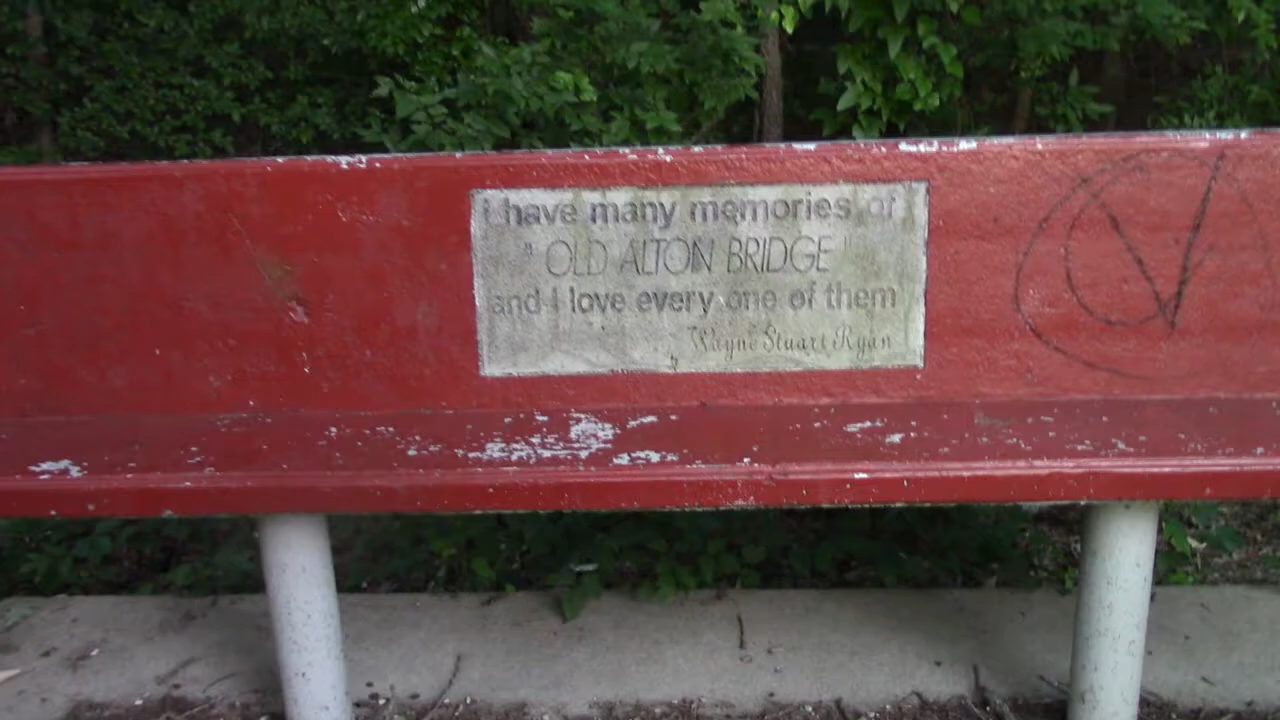 I have many memories of
" OLD ALTON BRIDGE "
and I love every one of them
Wayne Stuart Ryan